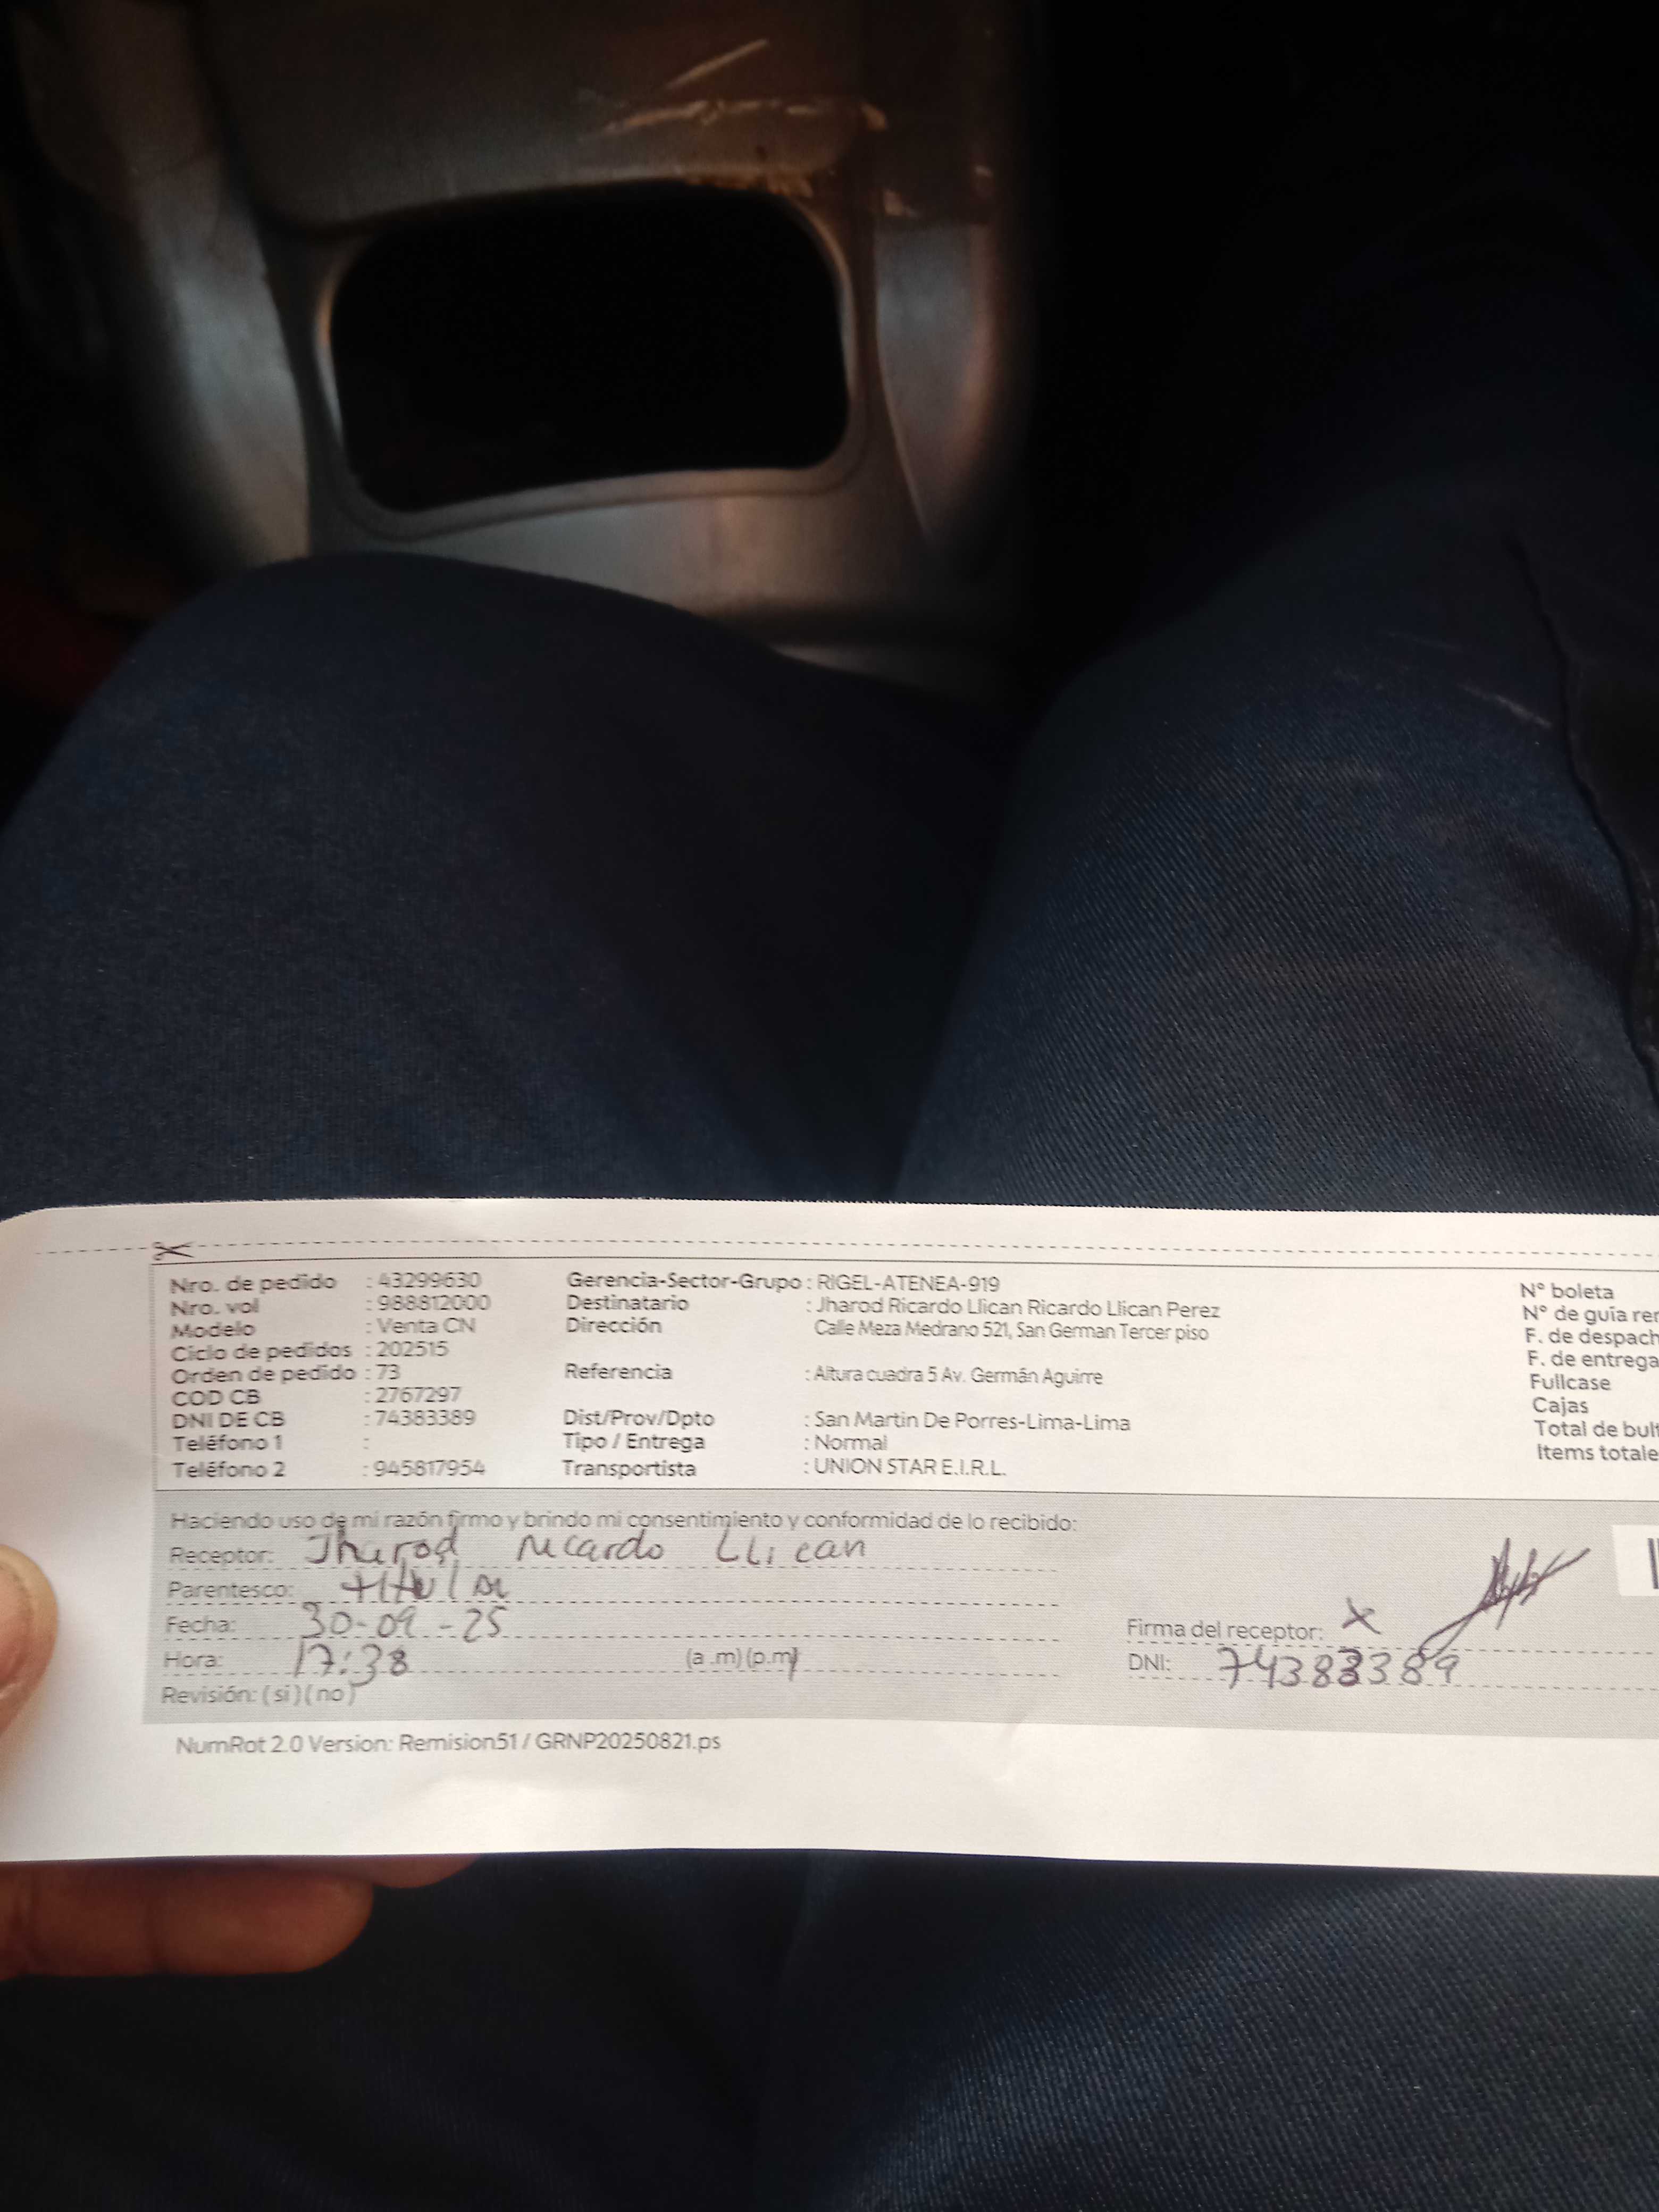 Nro. de pedido : 43299630 Gerencia-Sector-Grupo : RIGEL-ATENEA-919 N° boleta
Nro. vol : 988812000 Destinatario : Jharod Ricardo Llican Ricardo Llican Perez N° de guía rer
Modelo : Venta CN Dirección Calle Meza Medrano 521, San German Tercer piso F. de despach
Ciclo de pedidos : 202515 F. de entrega
Orden de pedido : 73 Referencia : Altura cuadra 5 Av. Germán Aguirre Fullcase
COD CB : 2767297 Cajas
DNI DE CB : 74383389 Dist/Prov/Dpto : San Martin De Porres-Lima-Lima Total de bult
Teléfono 1 : Tipo / Entrega : Normal Items totale
Teléfono 2 : 945817954 Transportista : UNION STAR E.I.R.L.
Haciendo uso de mi razón firmo y brindo mi consentimiento y conformidad de lo recibido:
Receptor: Jharod Ricardo Llican
Parentesco: titular
Fecha: 30-09-25 Firma del receptor: x
Hora: 17:38 (a .m) (p.m) DNI: 74383389
Revisión: ( si ) ( no )
NumRot 2.0 Version: Remision51 / GRNP20250821.ps